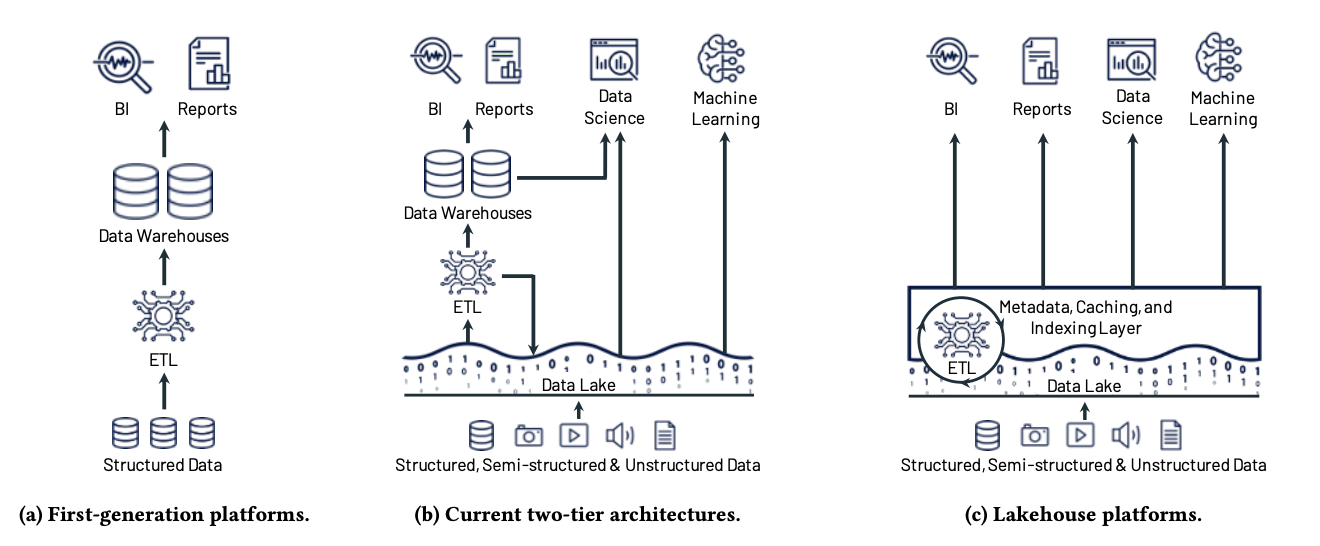 BI
Reports
Data Warehouses
ETL
Structured Data
(a) First-generation platforms.
BI
Reports
Data
Science
Machine
Learning
Data Warehouses
ETL
Data Lake
Structured, Semi-structured & Unstructured Data
(b) Current two-tier architectures.
BI
Reports
Data
Science
Machine
Learning
Metadata, Caching, and
Indexing Layer
ETL
Data Lake
Structured, Semi-structured & Unstructured Data
(c) Lakehouse platforms.